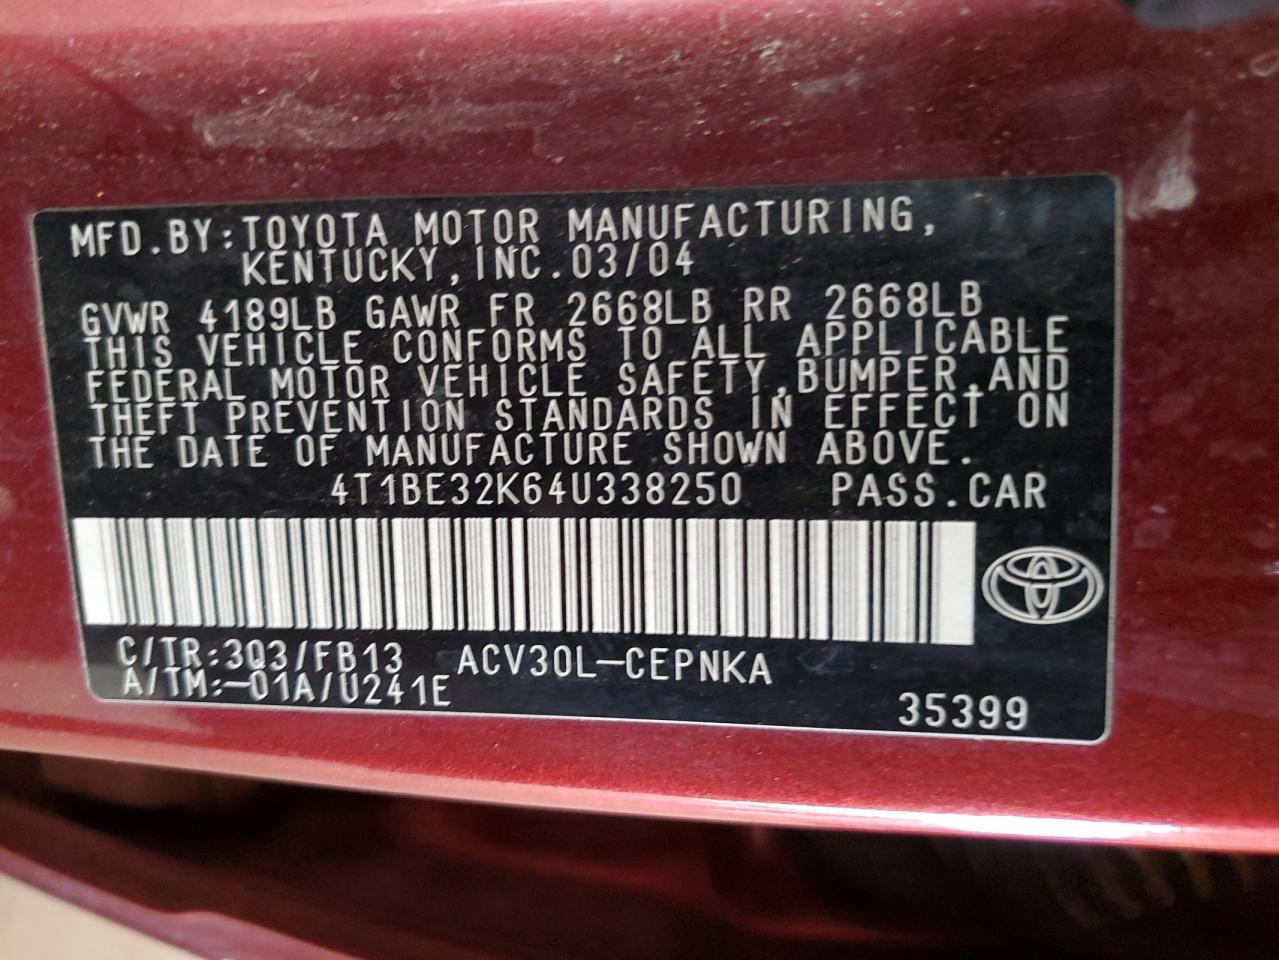 MFD.BY:TOYOTA MOTOR MANUFACTURING,
KENTUCKY,INC.03/04
GVWR 4189LB GAWR FR 2668LB RR 2668LB
THIS VEHICLE CONFORMS TO ALL APPLICABLE
FEDERAL MOTOR VEHICLE SAFETY,BUMPER,AND
THEFT PREVENTION STANDARDS IN EFFECT ON
THE DATE OF MANUFACTURE SHOWN ABOVE.
4T1BE32K64U338250 PASS.CAR
C/TR:3Q3/FB13 ACV30L-CEPNKA
A/TM:-01A/U241E
35399